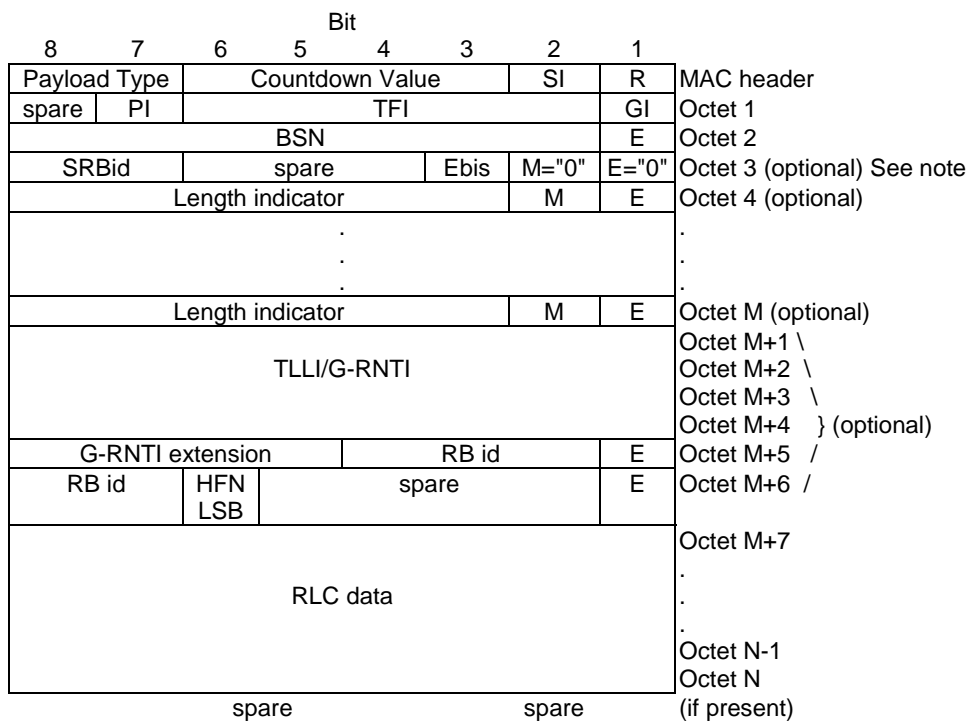 Bit
8 7 6 5 4 3 2 1
Payload Type Countdown Value SI R MAC header
spare PI TFI GI Octet 1
BSN E Octet 2
SRBid spare Ebis M="0" E="0" Octet 3 (optional) See note
Length indicator M E Octet 4 (optional)
. .
. .
. .
Length indicator M E Octet M (optional)
Octet M+1 \
TLLI/G-RNTI Octet M+2 \
Octet M+3 \
Octet M+4 } (optional)
G-RNTI extension RB id E Octet M+5 /
RB id HFN spare E Octet M+6 /
LSB
Octet M+7
.
RLC data .
.
Octet N-1
Octet N
spare spare (if present)